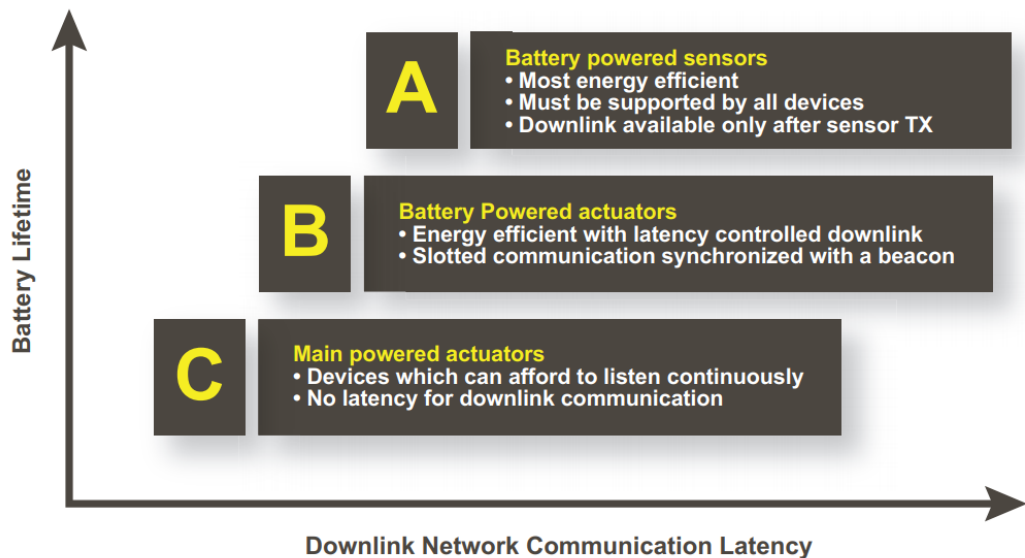 Battery Lifetime
A
Battery powered sensors
• Most energy efficient
• Must be supported by all devices
• Downlink available only after sensor TX
B
Battery Powered actuators
• Energy efficient with latency controlled downlink
• Slotted communication synchronized with a beacon
C
Main powered actuators
• Devices which can afford to listen continuously
• No latency for downlink communication
Downlink Network Communication Latency